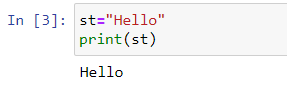 In [3]: st="Hello"
print(st)
Hello